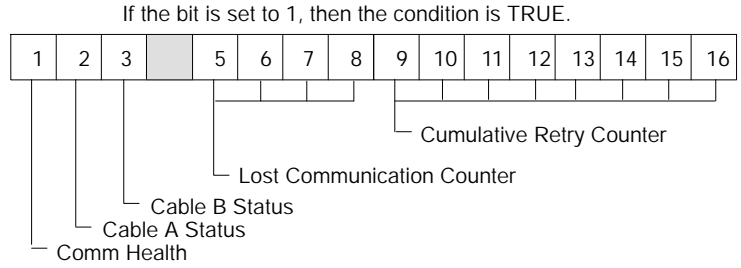 If the bit is set to 1, then the condition is TRUE.
1 2 3 5 6 7 8 9 10 11 12 13 14 15 16
Cumulative Retry Counter
Lost Communication Counter
Cable B Status
Cable A Status
Comm Health